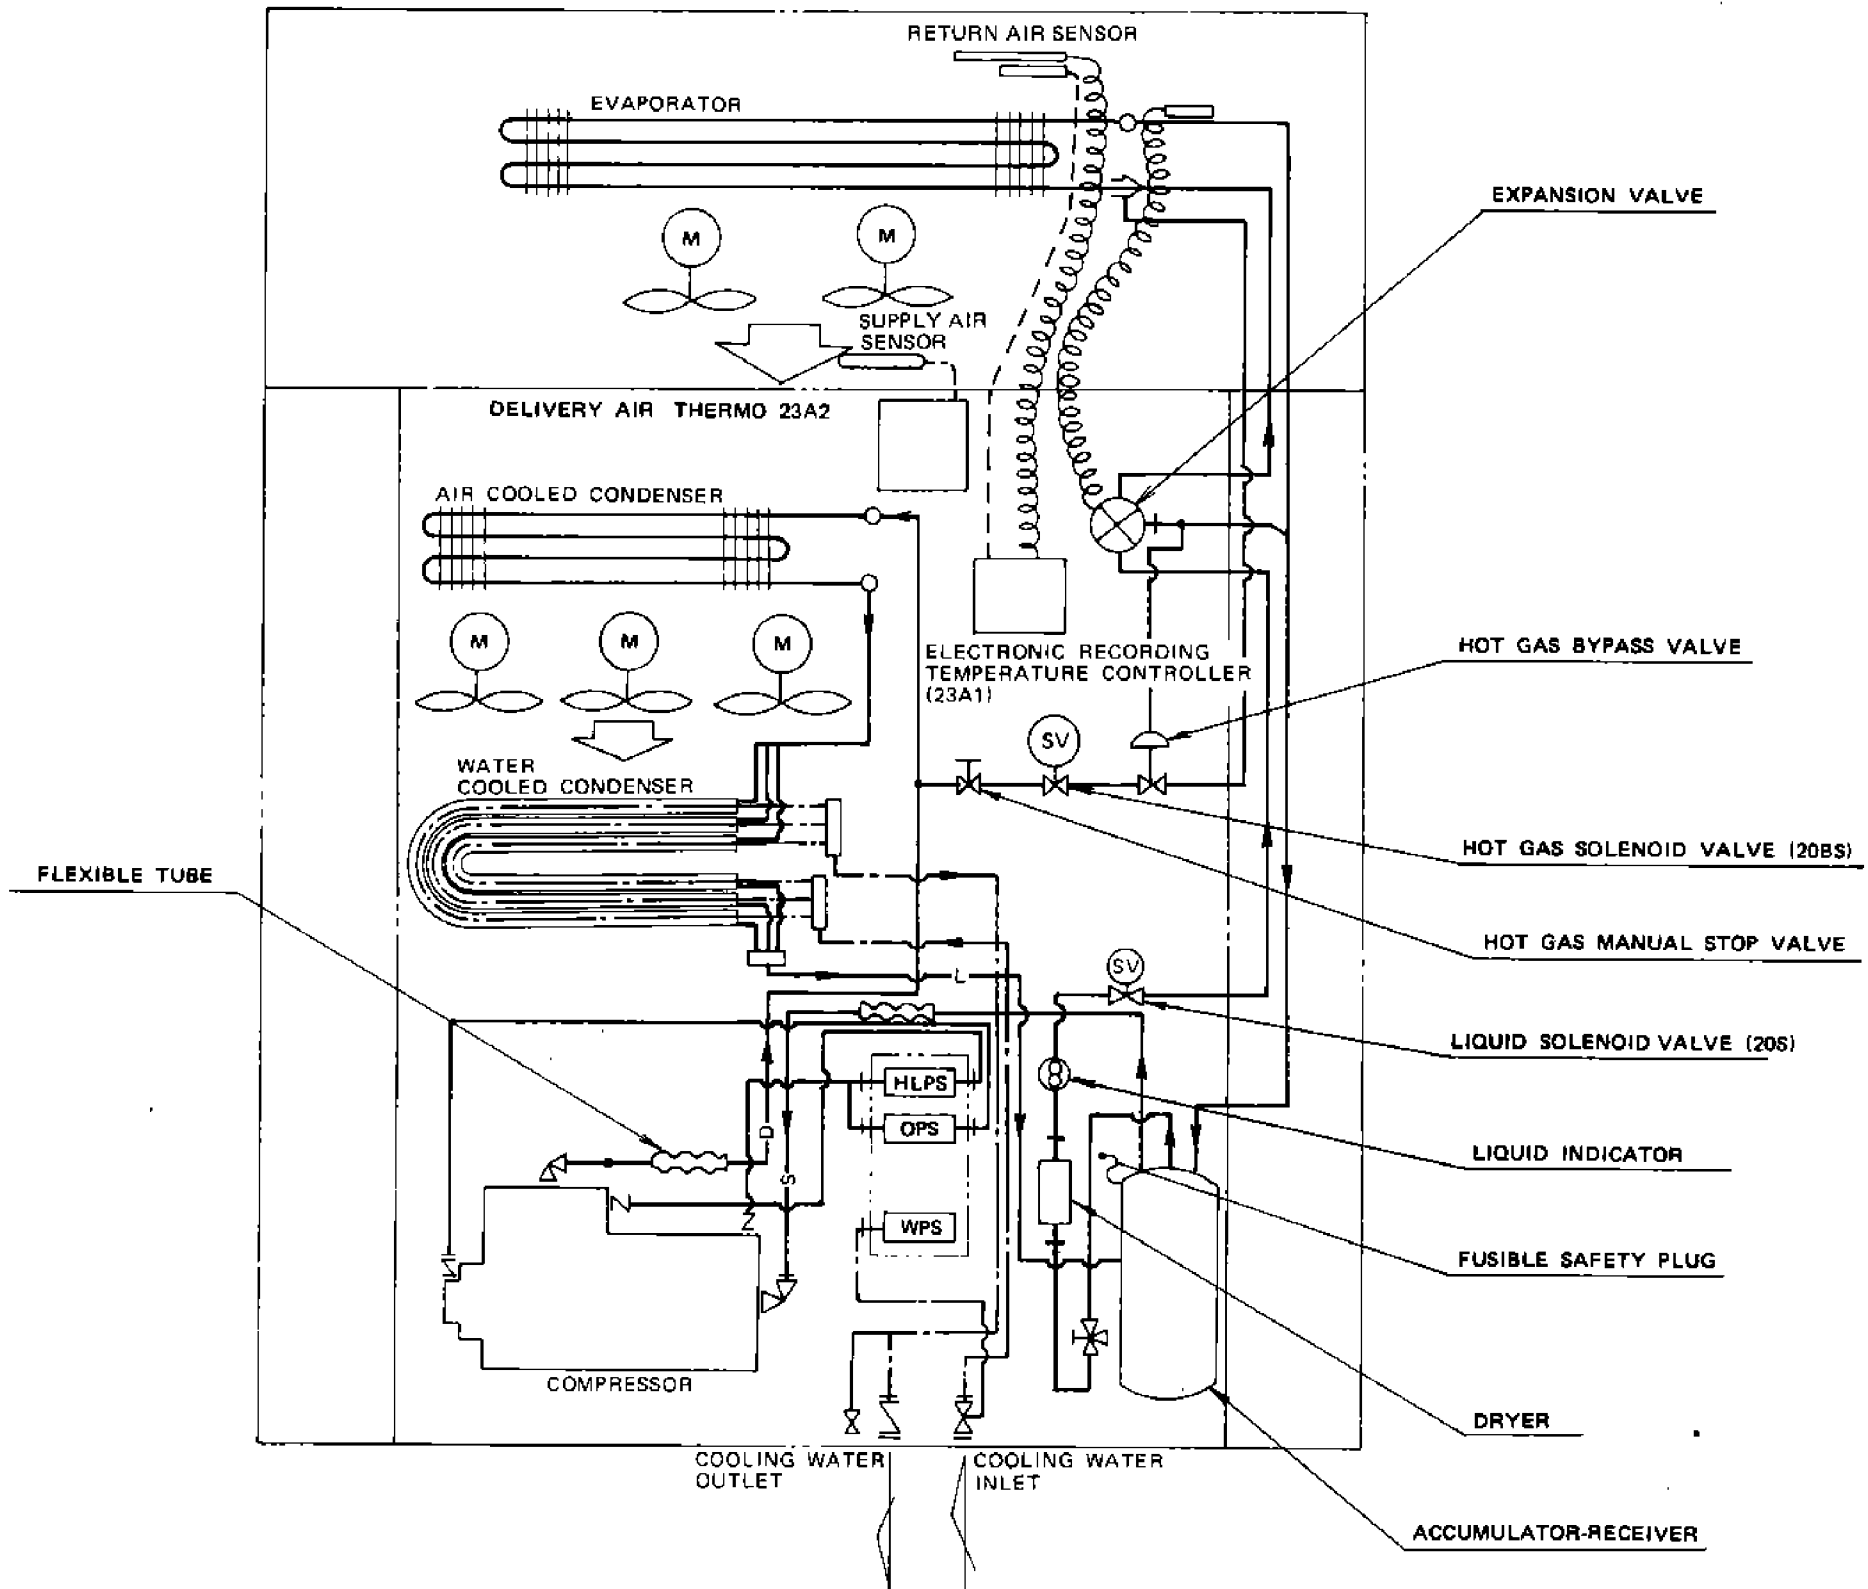 RETURN AIR SENSOR
EVAPORATOR
EXPANSION VALVE
M
M
SUPPLY AIR
SENSOR
DELIVERY AIR THERMO 23A2
AIR COOLED CONDENSER
M
M
M
ELECTRONIC RECORDING
TEMPERATURE CONTROLLER
(23A1)
HOT GAS BYPASS VALVE
SV
WATER
COOLED CONDENSER
HOT GAS SOLENOID VALVE (20BS)
FLEXIBLE TUBE
HOT GAS MANUAL STOP VALVE
SV
L
LIQUID SOLENOID VALVE (20S)
HLPS
OPS
D
LIQUID INDICATOR
S
WPS
FUSIBLE SAFETY PLUG
COMPRESSOR
DRYER
COOLING WATER
OUTLET
COOLING WATER
INLET
ACCUMULATOR-RECEIVER